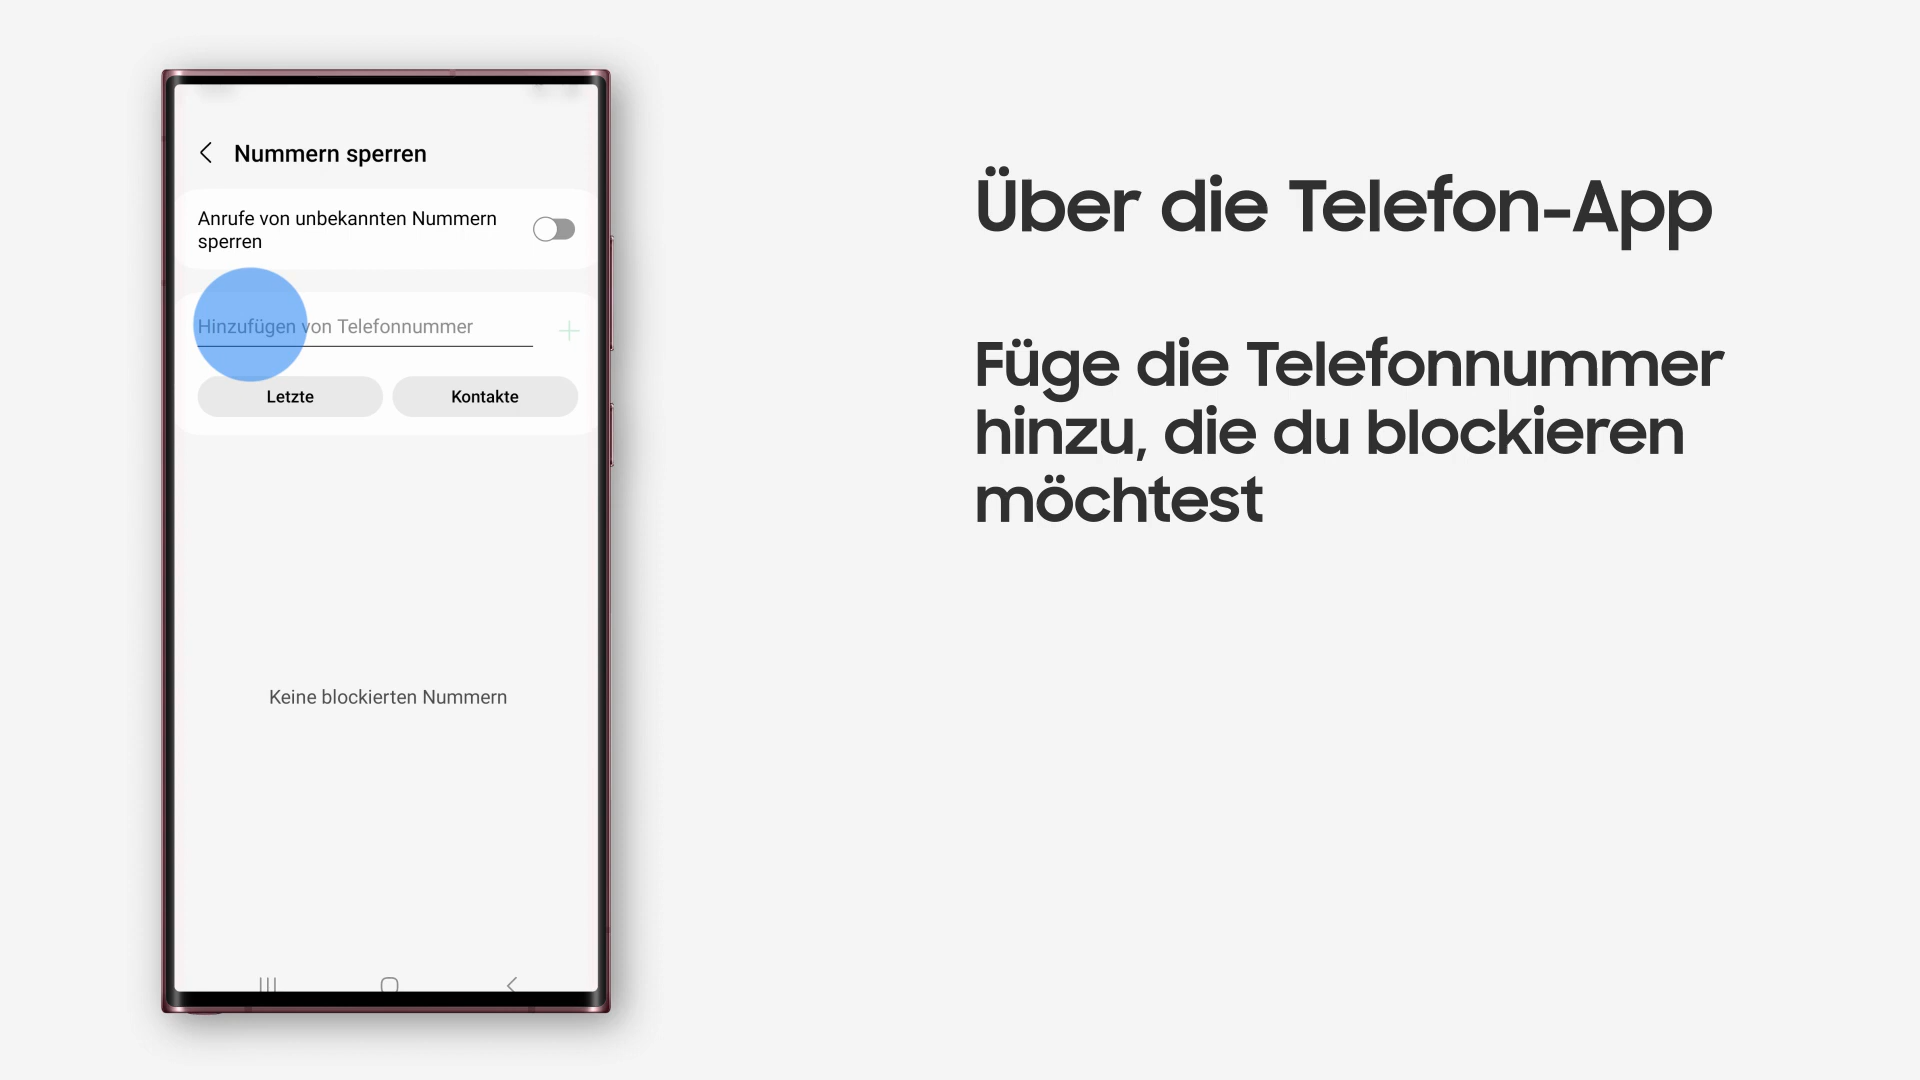 Nummern sperren
Anrufe von unbekannten Nummern
sperren
Hinzufügen von Telefonnummer
Letzte
Kontakte
Keine blockierten Nummern
Über die Telefon-App
Füge die Telefonnummer
hinzu, die du blockieren
möchtest